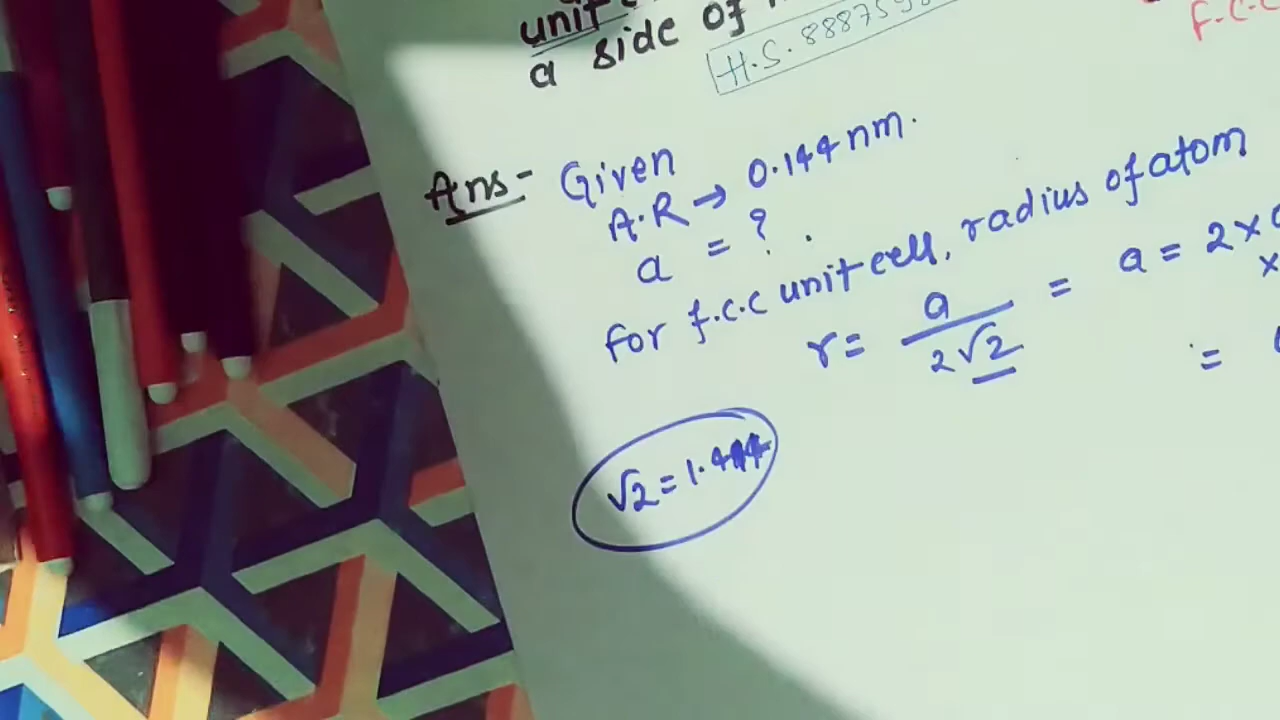 unit
a side of
H.S. 88875
F.C.C
Ans- Given
A.R → 0.144 nm.
a = ?
for f.c.c unit cell, radius of atom
r = a / 2√2 = a = 2 ×
×
=
√2 = 1.414